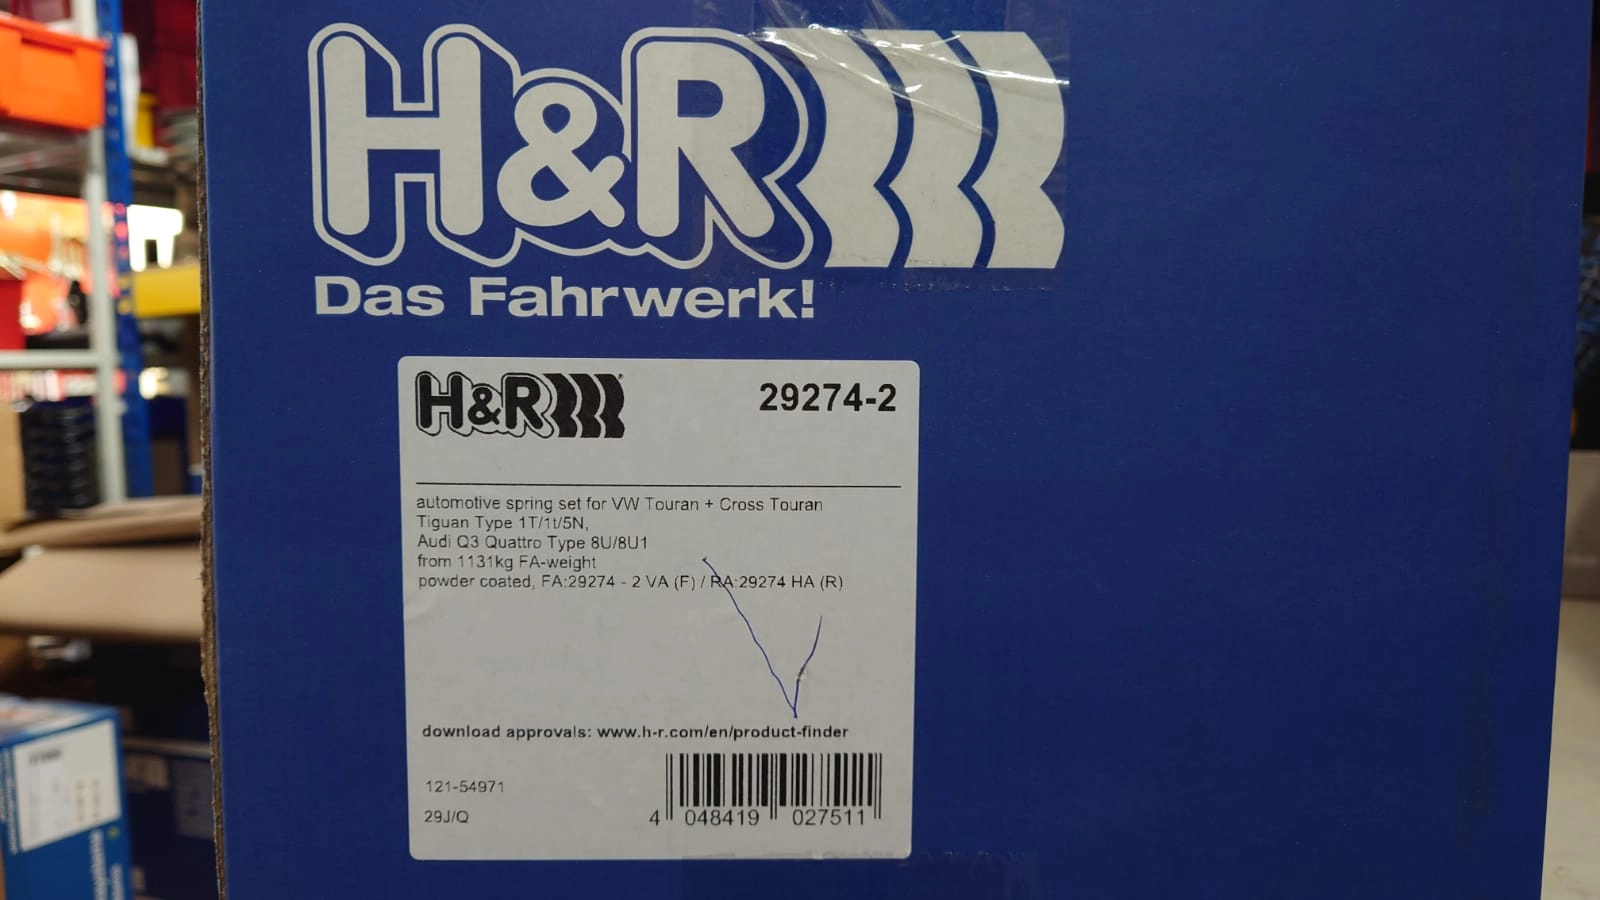 H&R
Das Fahrwerk!
H&R
29274-2
automotive spring set for VW Touran + Cross Touran
Tiguan Type 1T/1t/5N,
Audi Q3 Quattro Type 8U/8U1
from 1131kg FA-weight
powder coated, FA:29274 - 2 VA (F) / RA:29274 HA (R)
download approvals: www.h-r.com/en/product-finder
121-54971
29J/Q
4 048419 027511